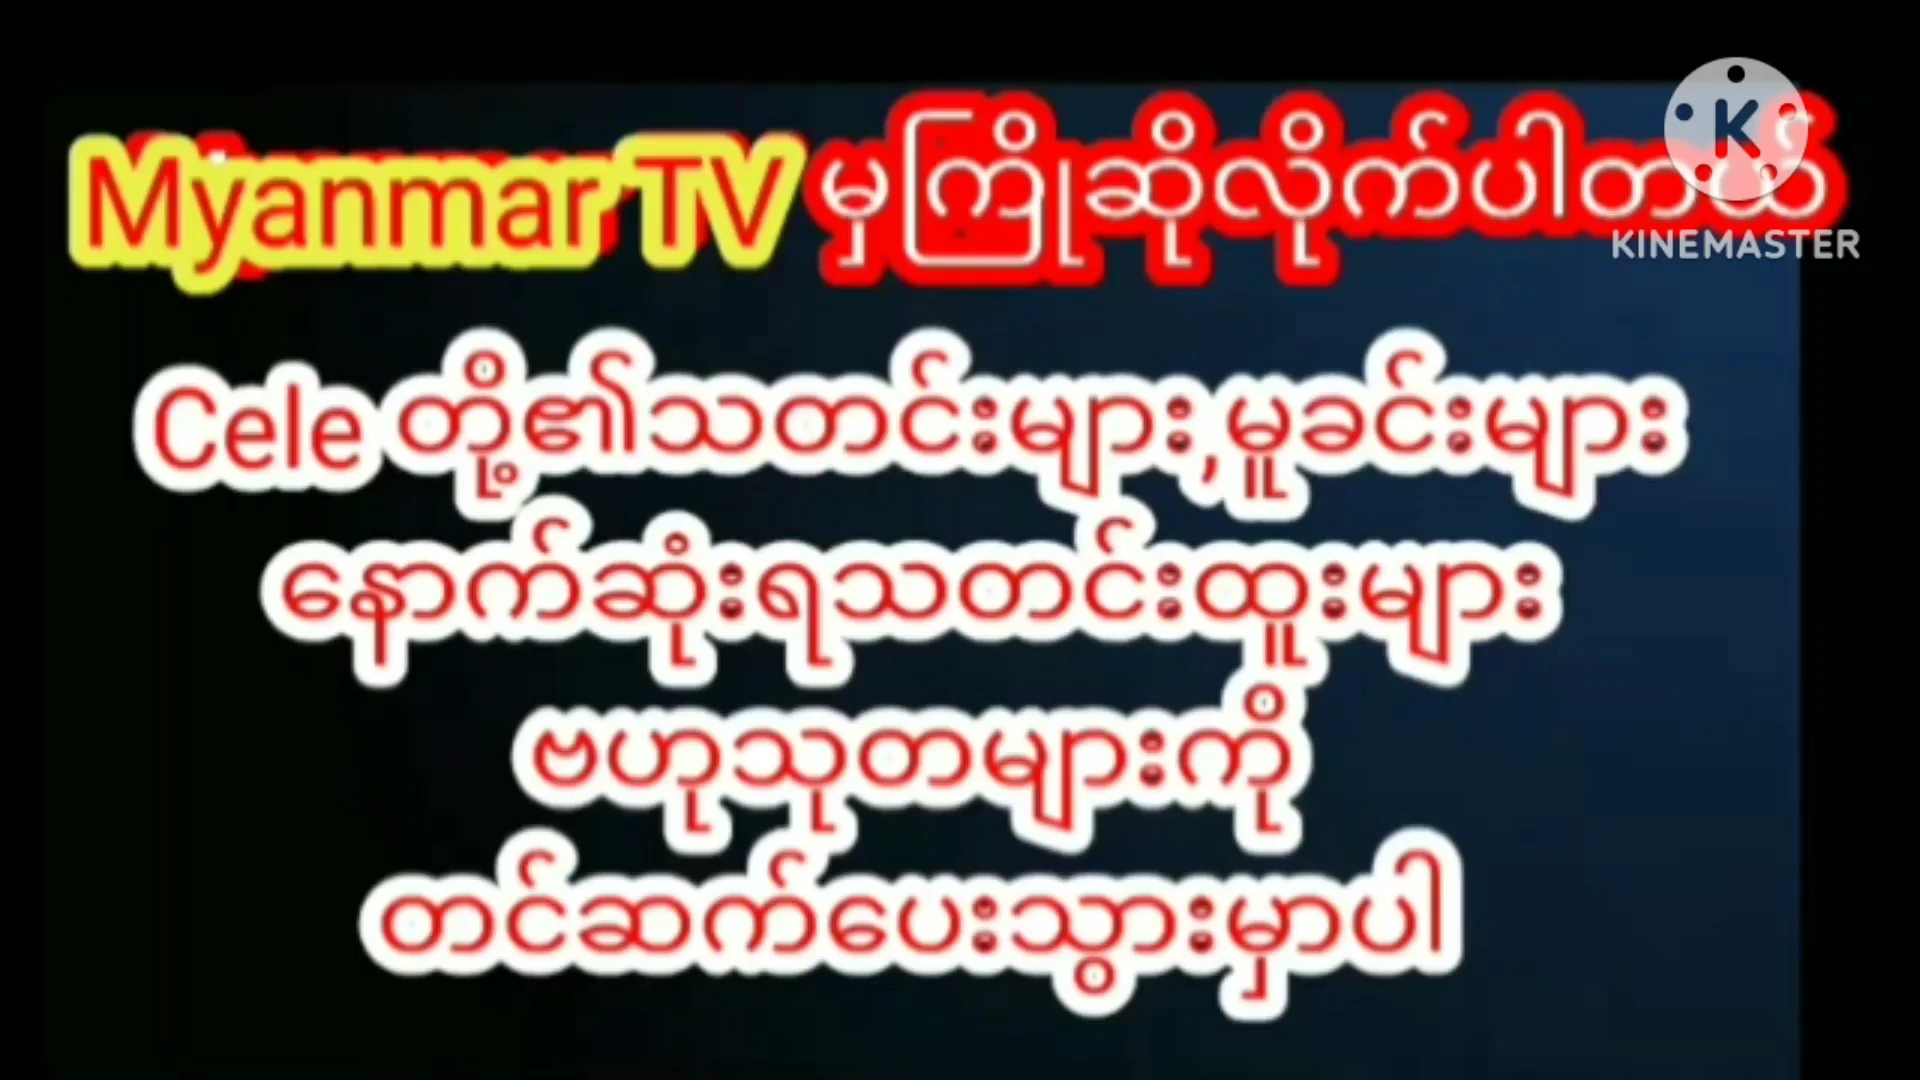 Myanmar TV မှကြိုဆိုလိုက်ပါတယ်
KINEMASTER
Cele တို့၏သတင်းများ,မူခင်းများ
နောက်ဆုံးရသတင်းထူးများ
ဗဟုသုတများကို
တင်ဆက်ပေးသွားမှာပါ